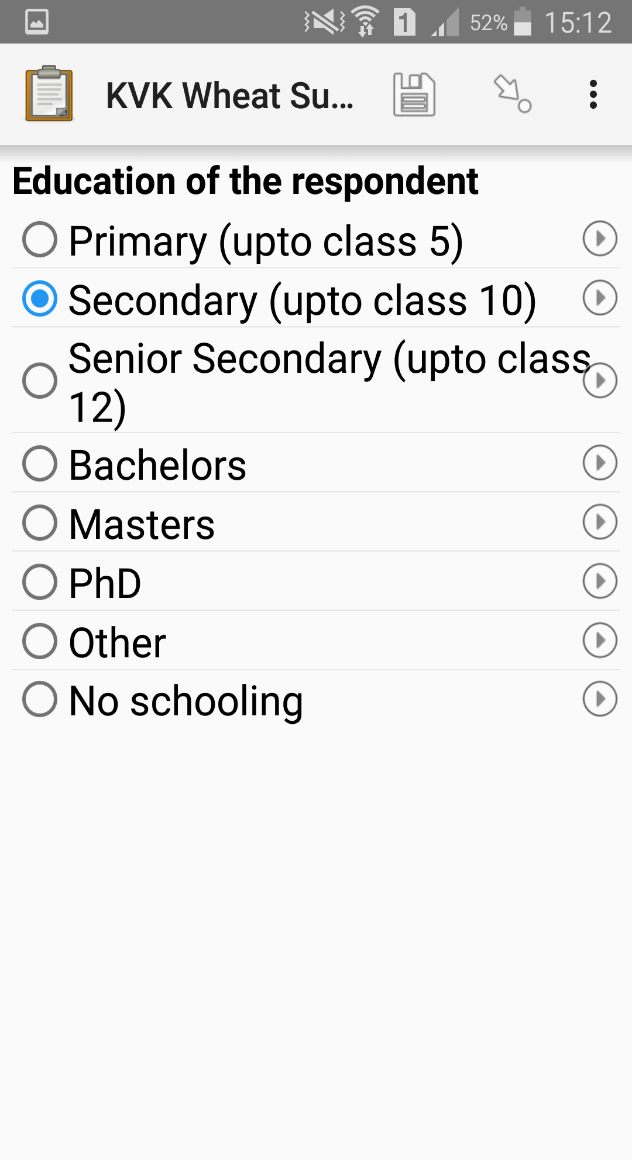 1 52% 15:12
KVK Wheat Su...
Education of the respondent
Primary (upto class 5)
Secondary (upto class 10)
Senior Secondary (upto class
12)
Bachelors
Masters
PhD
Other
No schooling